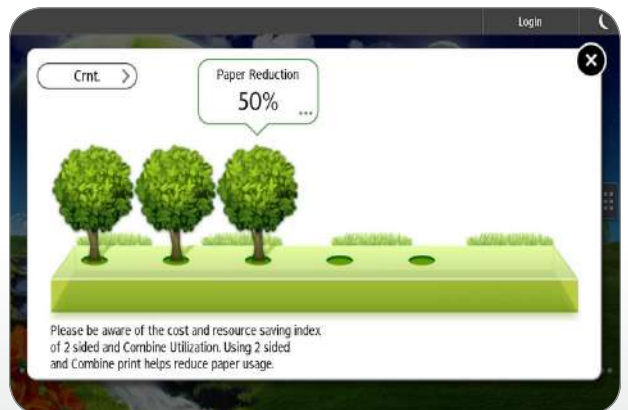 Login
Crnt.
Paper Reduction
50%
...
Please be aware of the cost and resource saving index
of 2 sided and Combine Utilization. Using 2 sided
and Combine print helps reduce paper usage.